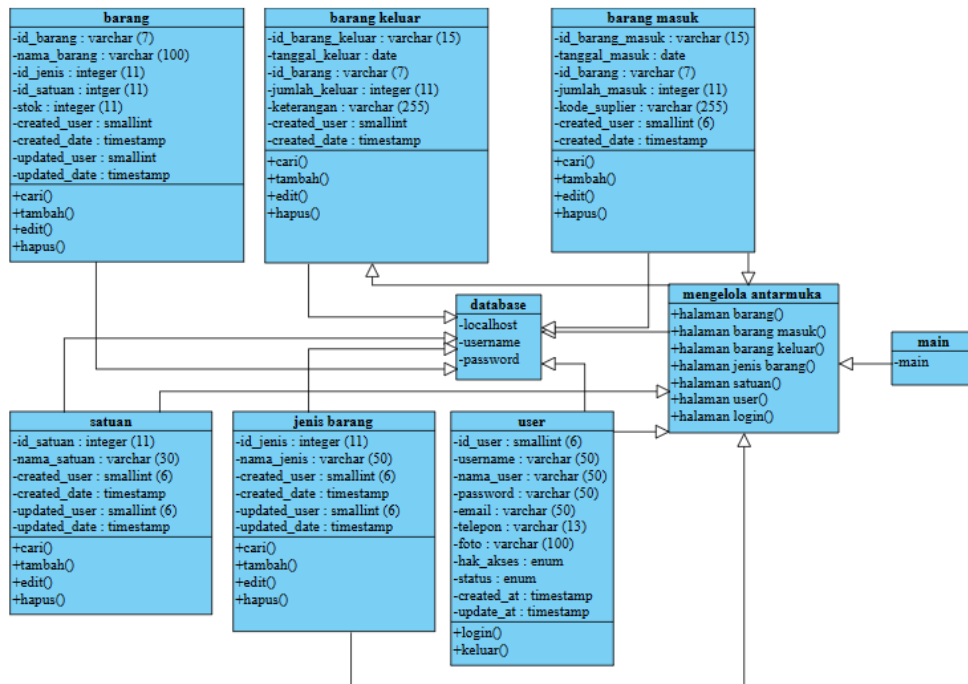 barang
-id_barang : varchar (7)
-nama_barang : varchar (100)
-id_jenis : integer (11)
-id_satuan : intger (11)
-stok : integer (11)
-created_user : smallint
-created_date : timestamp
-updated_user : smallint
-updated_date : timestamp
+cari()
+tambah()
+edit()
+hapus()
barang keluar
-id_barang_keluar : varchar (15)
-tanggal_keluar : date
-id_barang : varchar (7)
-jumlah_keluar : integer (11)
-keterangan : varchar (255)
-created_user : smallint
-created_date : timestamp
+cari()
+tambah()
+edit()
+hapus()
barang masuk
-id_barang_masuk : varchar (15)
-tanggal_masuk : date
-id_barang : varchar (7)
-jumlah_masuk : integer (11)
-kode_suplier : varchar (255)
-created_user : smallint (6)
-created_date : timestamp
+cari()
+tambah()
+edit()
+hapus()
database
-localhost
-username
-password
mengelola antarmuka
+halaman barang()
+halaman barang masuk()
+halaman barang keluar()
+halaman jenis barang()
+halaman satuan()
+halaman user()
+halaman login()
main
-main
satuan
-id_satuan : integer (11)
-nama_satuan : varchar (30)
-created_user : smallint (6)
-created_date : timestamp
-updated_user : smallint (6)
-updated_date : timestamp
+cari()
+tambah()
+edit()
+hapus()
jenis barang
-id_jenis : integer (11)
-nama_jenis : varchar (50)
-created_user : smallint (6)
-created_date : timestamp
-updated_user : smallint (6)
-updated_date : timestamp
+cari()
+tambah()
+edit()
+hapus()
user
-id_user : smallint (6)
-username : varchar (50)
-nama_user : varchar (50)
-password : varchar (50)
-email : varchar (50)
-telepon : varchar (13)
-foto : varchar (100)
-hak_akses : enum
-status : enum
-created_at : timestamp
-update_at : timestamp
+login()
+keluar()